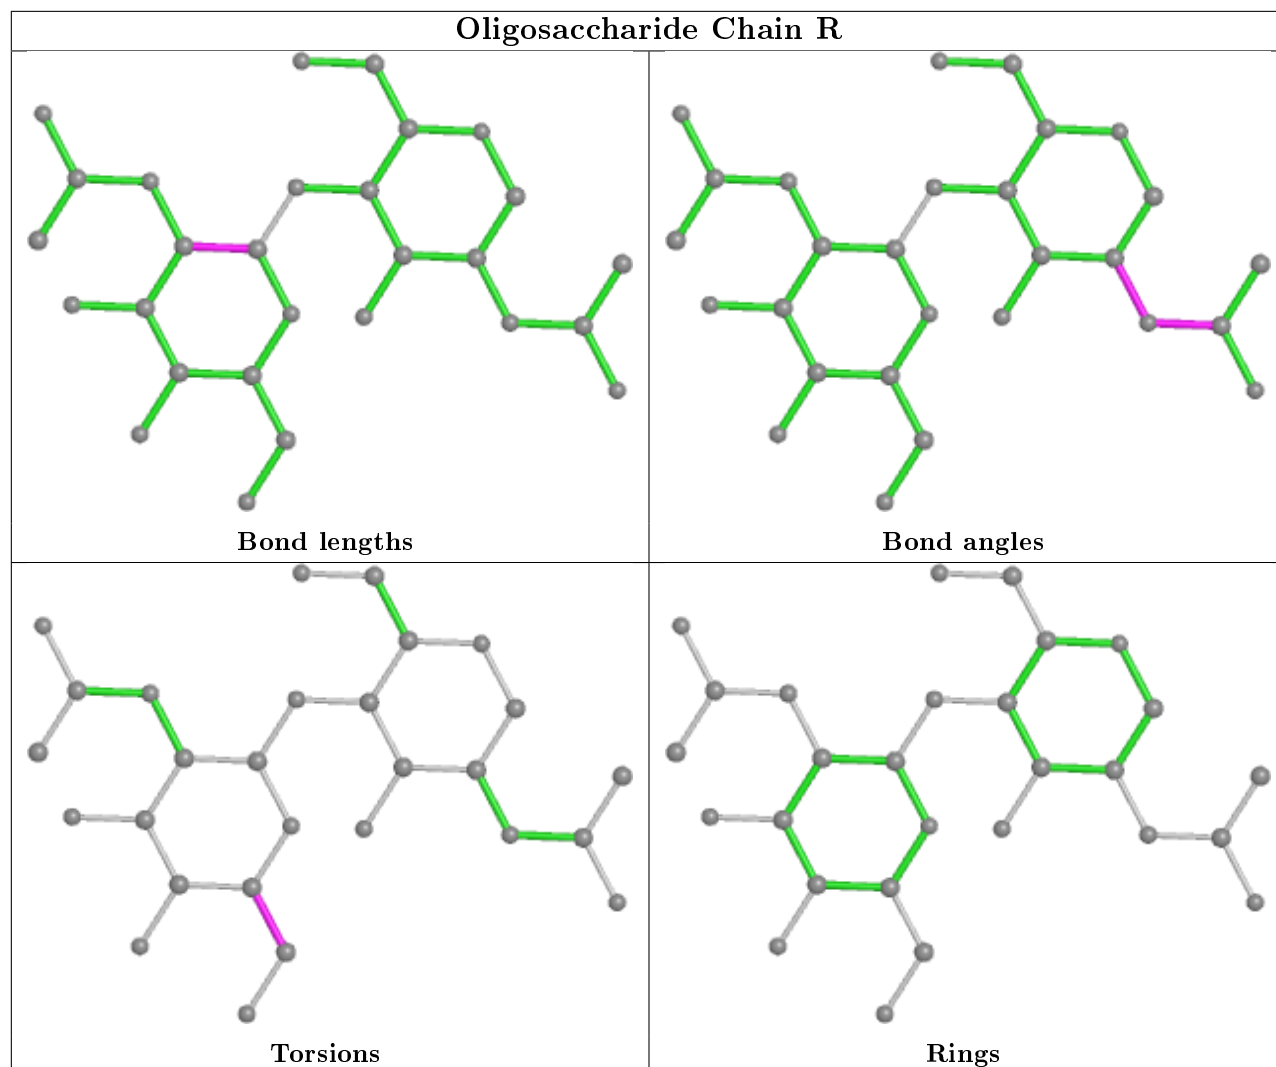 Oligosaccharide Chain R
Bond lengths
Bond angles
Torsions
Rings